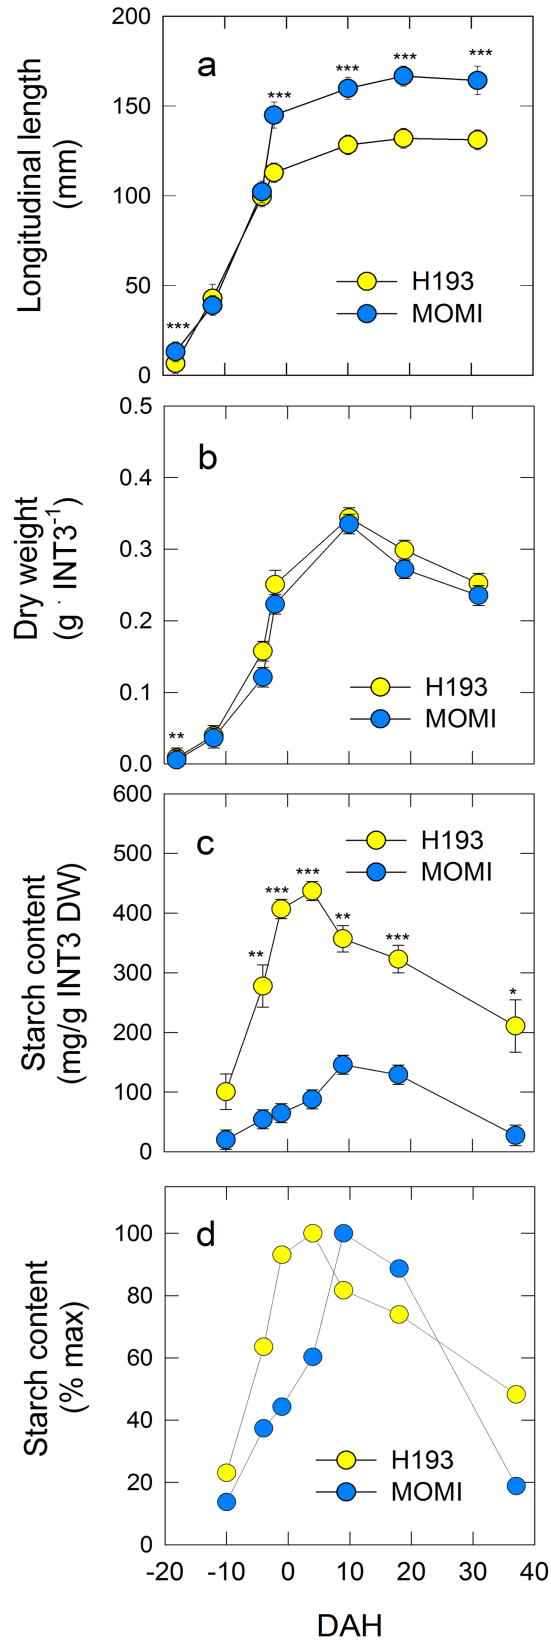 200
150
100
50
0
Longitudinal length
(mm)
a
***
***
***
***
***
H193
MOMI
0.5
0.4
0.3
0.2
0.1
0.0
Dry weight
(g · INT3-1)
b
**
H193
MOMI
600
500
400
300
200
100
0
Starch content
(mg/g INT3 DW)
c
**
***
***
**
***
*
H193
MOMI
100
80
60
40
20
0
Starch content
(% max)
d
H193
MOMI
-20 -10 0 10 20 30 40
DAH